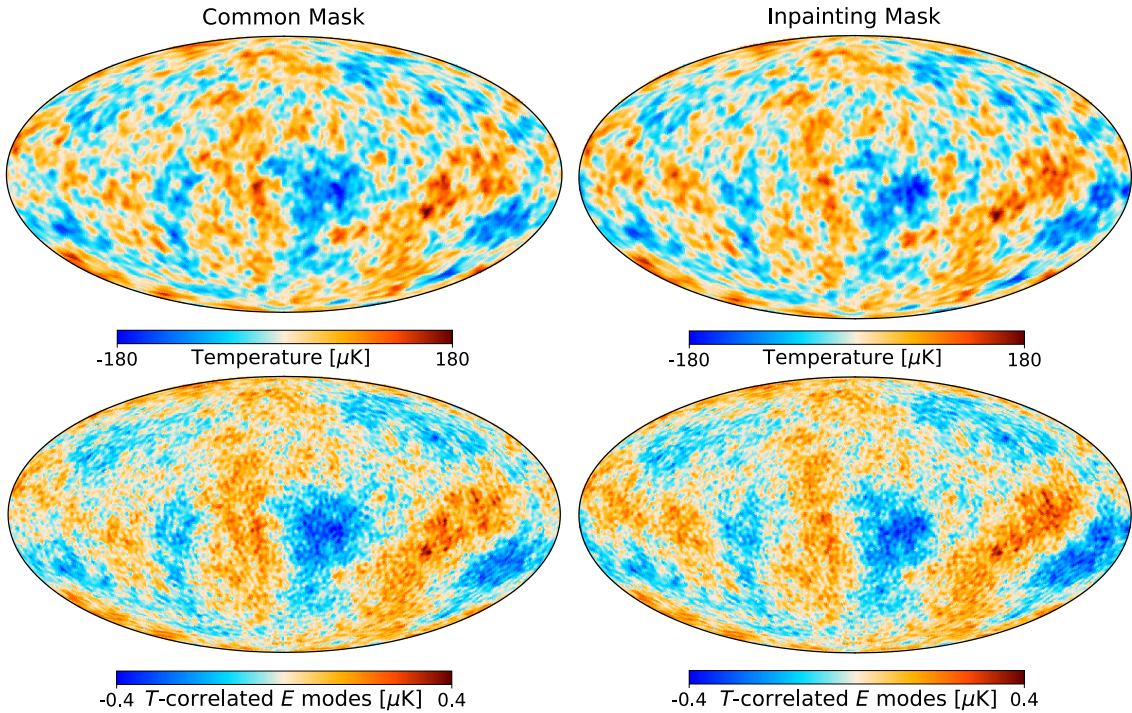 Common Mask
Inpainting Mask
-180 Temperature [μK] 180
-180 Temperature [μK] 180
-0.4 T-correlated E modes [μK] 0.4
-0.4 T-correlated E modes [μK] 0.4